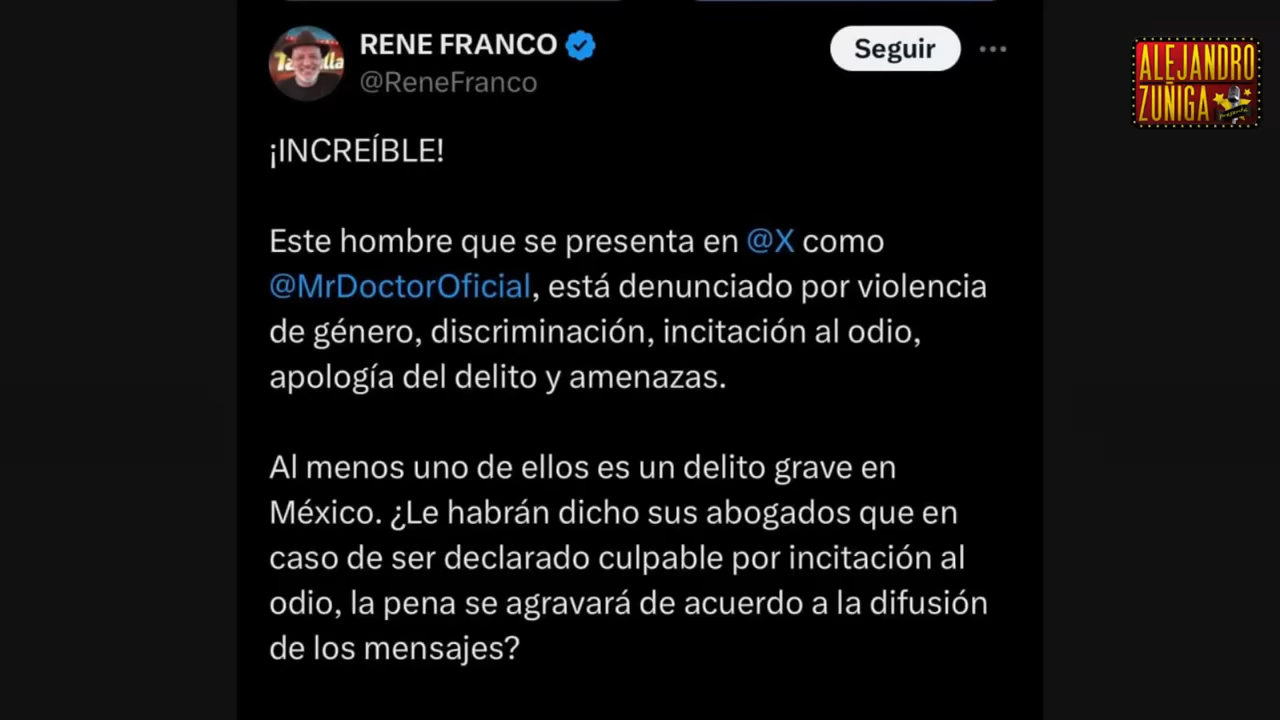 RENE FRANCO
@ReneFranco
Seguir
¡INCREÍBLE!
Este hombre que se presenta en @X como
@MrDoctorOficial, está denunciado por violencia
de género, discriminación, incitación al odio,
apología del delito y amenazas.
Al menos uno de ellos es un delito grave en
México. ¿Le habrán dicho sus abogados que en
caso de ser declarado culpable por incitación al
odio, la pena se agravará de acuerdo a la difusión
de los mensajes?
ALEJANDRO
ZUÑIGA